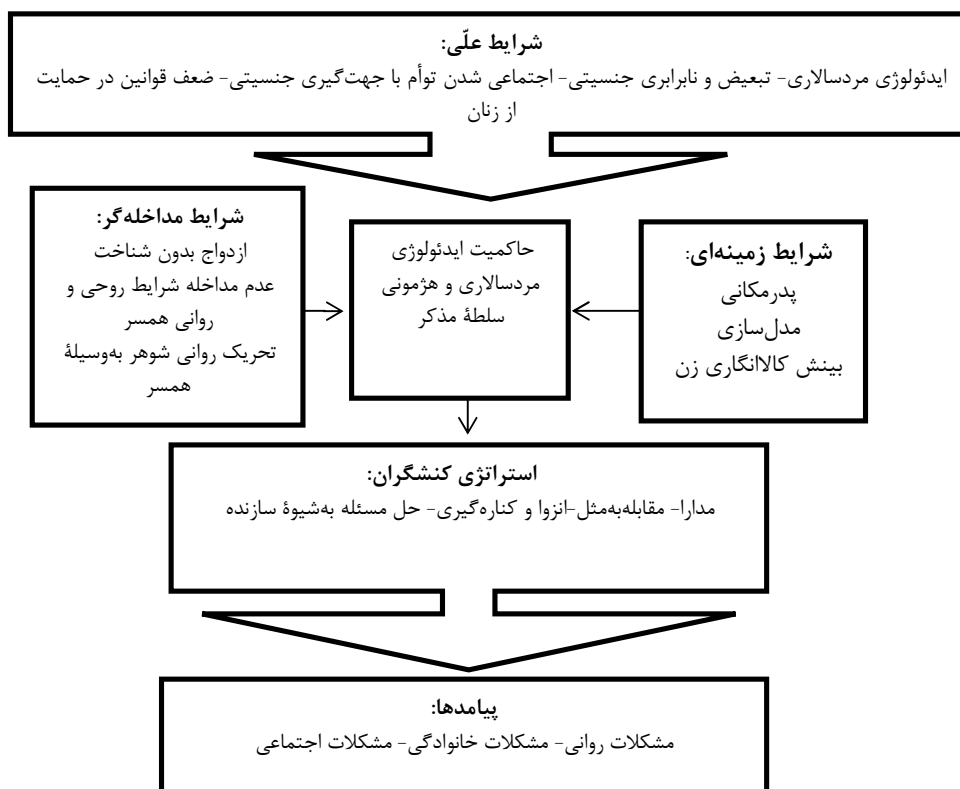 شرایط علّی:
ایدئولوژی مردسالاری- تبعیض و نابرابری جنسیتی- اجتماعی شدن توأم با جهت‌گیری جنسیتی- ضعف قوانین در حمایت
از زنان
شرایط زمینه‌ای:
پدرمکانی
مدل‌سازی
بینش کالاانگاری زن
حاکمیت ایدئولوژی
مردسالاری و هژمونی
سلطۀ مذکر
شرایط مداخله‌گر:
ازدواج بدون شناخت
عدم مداخله شرایط روحی و
روانی همسر
تحریک روانی شوهر به‌وسیلۀ
همسر
استراتژی کنشگران:
مدارا- مقابله‌به‌مثل-انزوا و کناره‌گیری- حل مسئله به‌شیوۀ سازنده
پیامدها:
مشکلات روانی- مشکلات خانوادگی- مشکلات اجتماعی